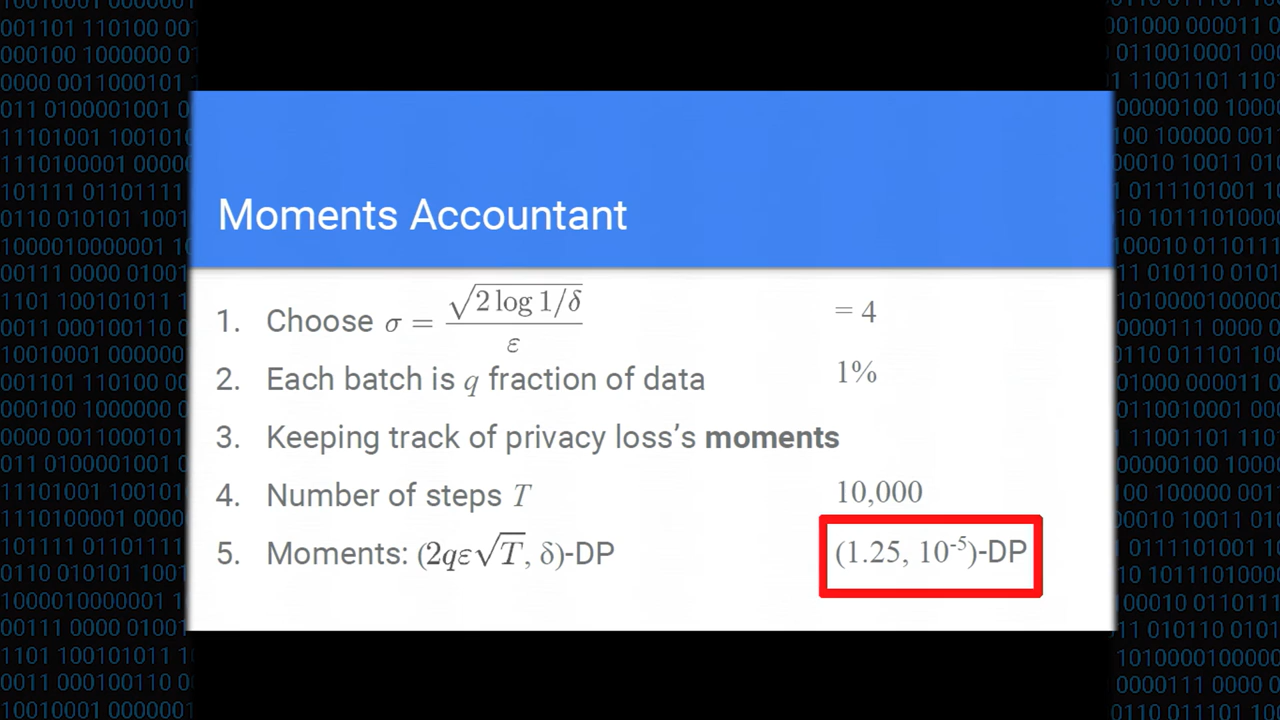 Moments Accountant
1. Choose σ = √(2 log 1/δ) / ε = 4
2. Each batch is q fraction of data 1%
3. Keeping track of privacy loss's moments
4. Number of steps T 10,000
5. Moments: (2qε√T, δ)-DP (1.25, 10⁻⁵)-DP